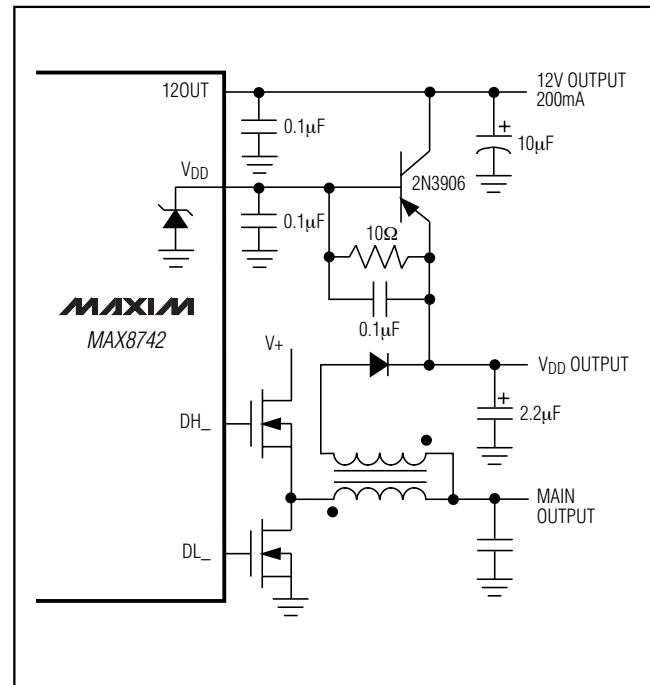 12OUT
12V OUTPUT
200mA
0.1μF
+
10μF
VDD
2N3906
0.1μF
10Ω
MAXIM
MAX8742
0.1μF
V+
VDD OUTPUT
+
2.2μF
DH_
MAIN
OUTPUT
DL_